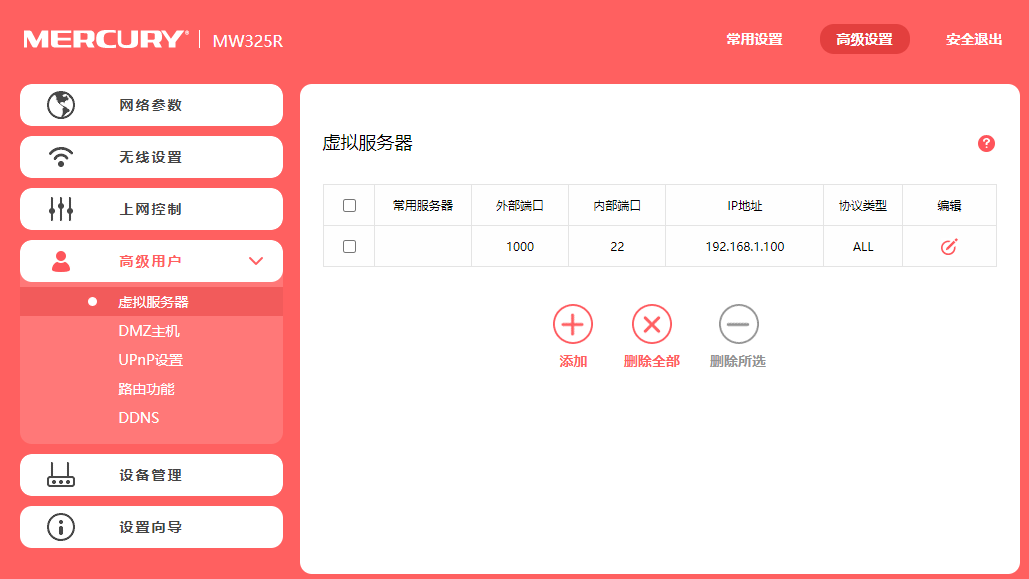 MERCURY® MW325R
常用设置 高级设置 安全退出
网络参数
无线设置
上网控制
高级用户
虚拟服务器
DMZ主机
UPnP设置
路由功能
DDNS
设备管理
设置向导
虚拟服务器 ?
常用服务器 外部端口 内部端口 IP地址 协议类型 编辑
1000 22 192.168.1.100 ALL
添加 删除全部 删除所选